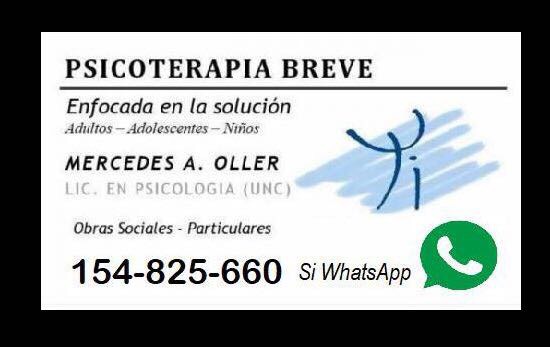 PSICOTERAPIA BREVE
Enfocada en la solución
Adultos – Adolescentes – Niños
MERCEDES A. OLLER
LIC. EN PSICOLOGIA (UNC)
Obras Sociales - Particulares
154-825-660 Si WhatsApp